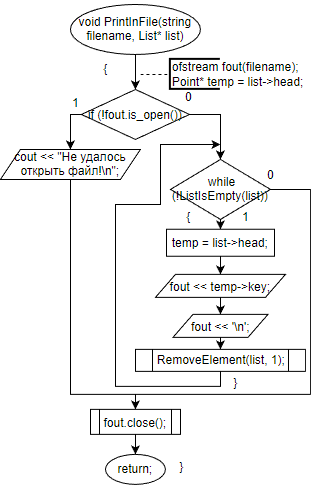 void PrintInFile(string
filename, List* list)
{
ofstream fout(filename);
Point* temp = list->head;
1
0
if (!fout.is_open())
cout << "Не удалось
открыть файл!\n";
while
(!ListIsEmpty(list))
0
1
temp = list->head;
fout << temp->key;
fout << '\n';
RemoveElement(list, 1);
}
fout.close();
return;
}